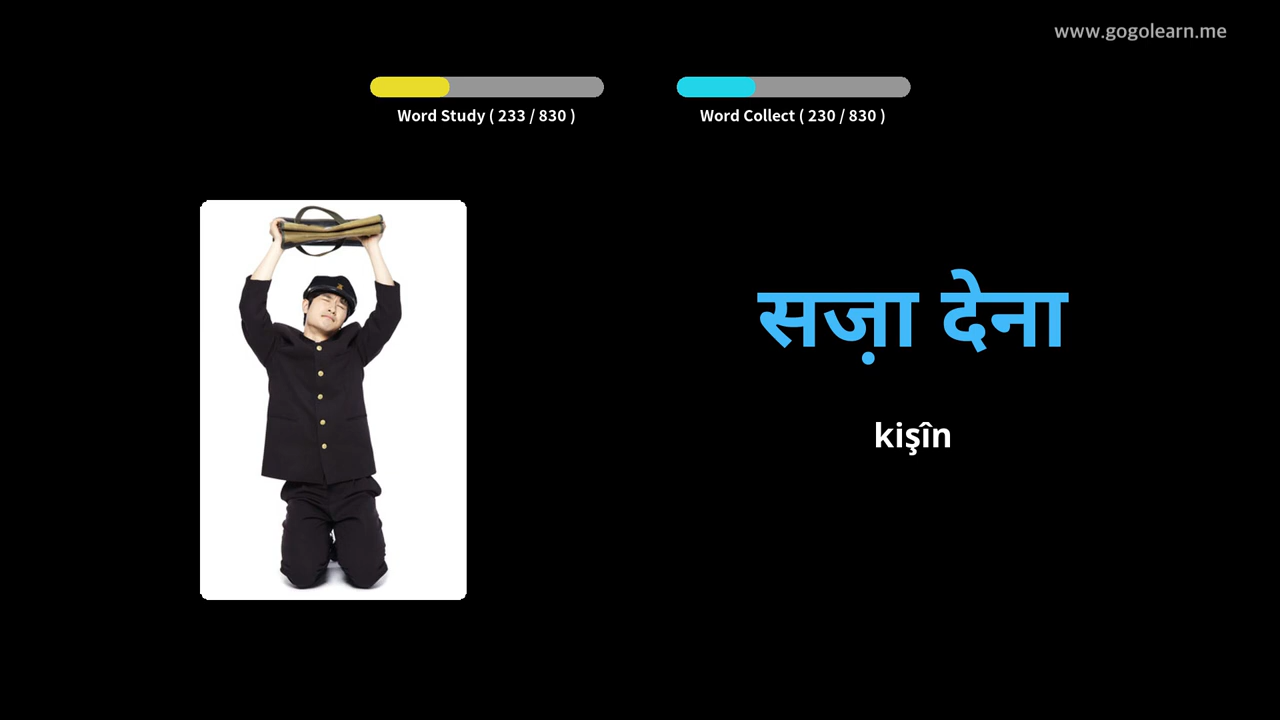 www.gogolearn.me
Word Study ( 233 / 830 )
Word Collect ( 230 / 830 )
सज़ा देना
kişîn